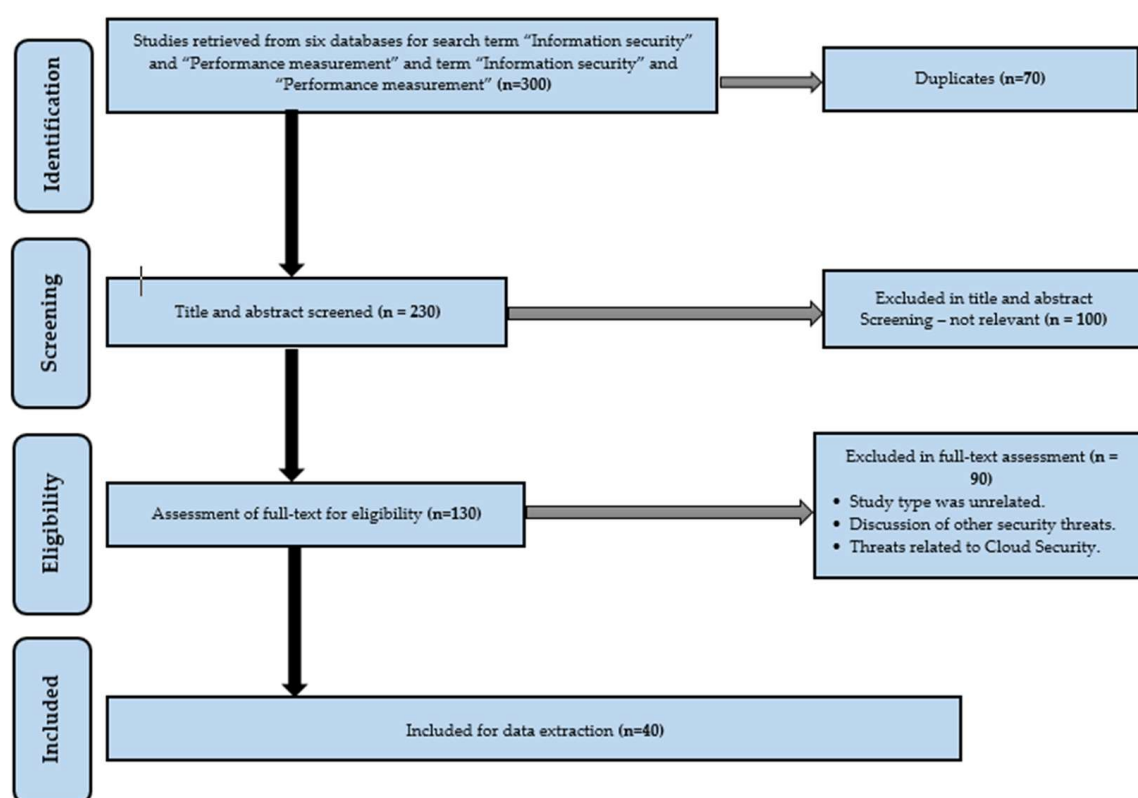 Identification
Studies retrieved from six databases for search term “Information security”
and “Performance measurement” and term “Information security” and
“Performance measurement” (n=300)
Duplicates (n=70)
Screening
Title and abstract screened (n = 230)
Excluded in title and abstract
Screening – not relevant (n = 100)
Eligibility
Assessment of full-text for eligibility (n=130)
Excluded in full-text assessment (n =
90)
• Study type was unrelated.
• Discussion of other security threats.
• Threats related to Cloud Security.
Included
Included for data extraction (n=40)